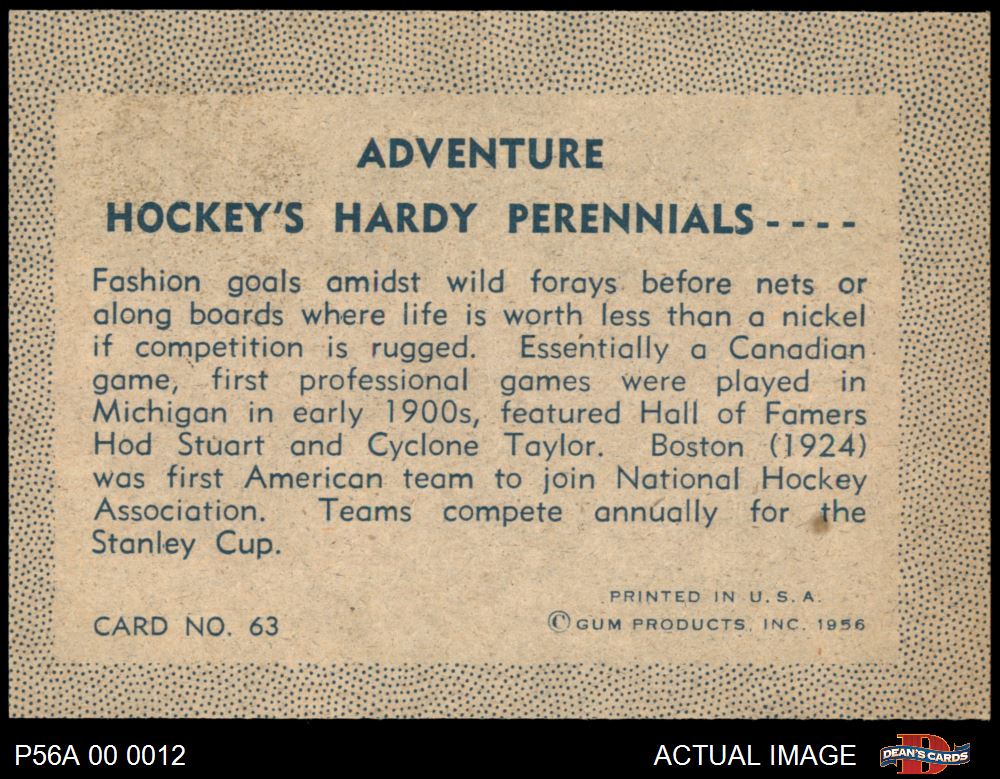 ADVENTURE
HOCKEY'S HARDY PERENNIALS----
Fashion goals amidst wild forays before nets or
along boards where life is worth less than a nickel
if competition is rugged. Essentially a Canadian
game, first professional games were played in
Michigan in early 1900s, featured Hall of Famers
Hod Stuart and Cyclone Taylor. Boston (1924)
was first American team to join National Hockey
Association. Teams compete annually for the
Stanley Cup.
PRINTED IN U. S. A.
CARD NO. 63
©GUM PRODUCTS, INC. 1956
P56A 00 0012
ACTUAL IMAGE
D
DEAN'S CARDS